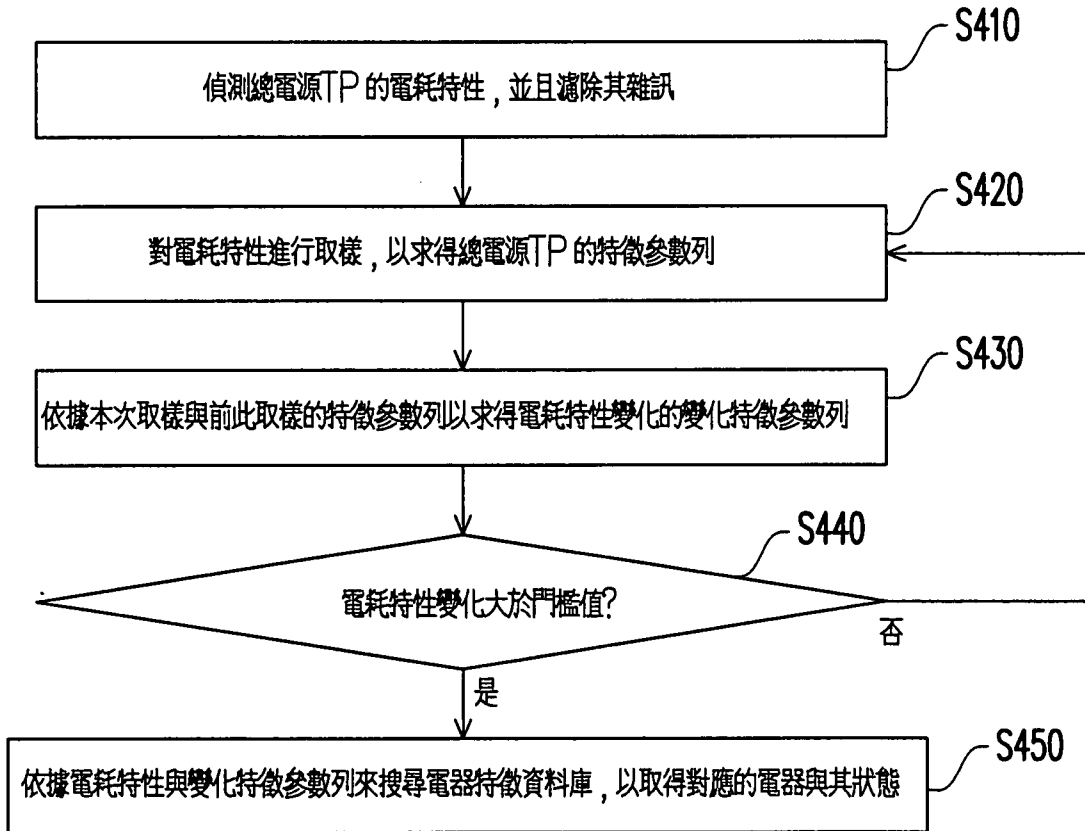 S410
偵測總電源TP的電耗特性，並且濾除其雜訊
S420
對電耗特性進行取樣，以求得總電源TP的特徵參數列
S430
依據本次取樣與前此取樣的特徵參數列以求得電耗特性變化的變化特徵參數列
S440
電耗特性變化大於門檻值?
否
是
S450
依據電耗特性與變化特徵參數列來搜尋電器特徵資料庫，以取得對應的電器與其狀態